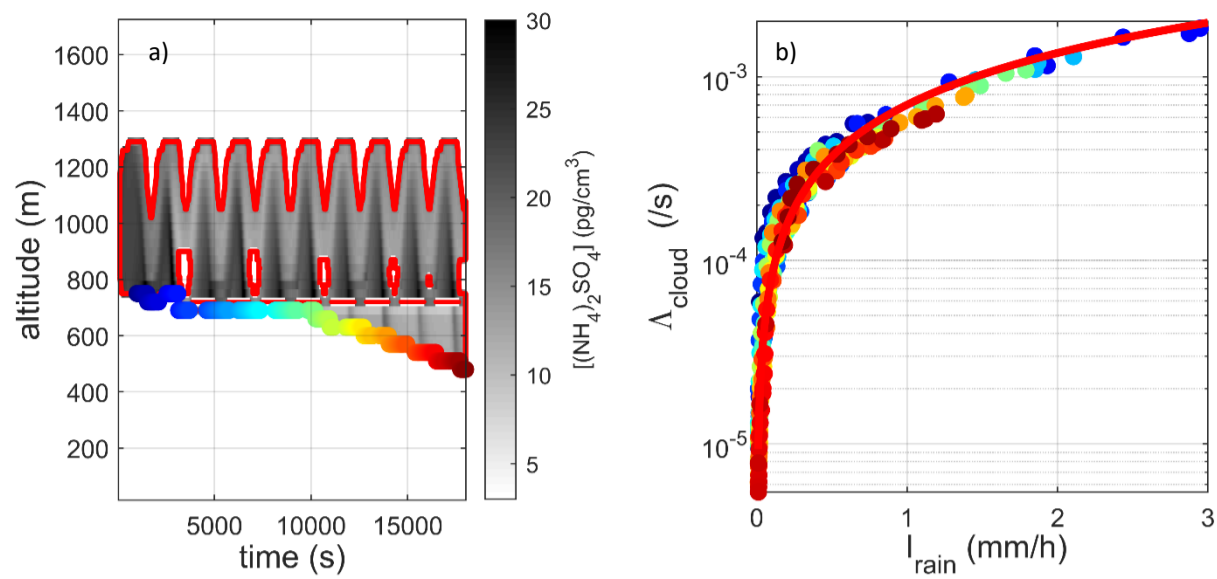 a)
1600
1400
1200
1000
800
600
400
200
altitude (m)
5000 10000 15000
time (s)
30
25
20
15
10
5
[(NH₄)₂SO₄] (pg/cm³)
b)
10⁻³
10⁻⁴
10⁻⁵
Λcloud (/s)
0 1 2 3
Irain (mm/h)